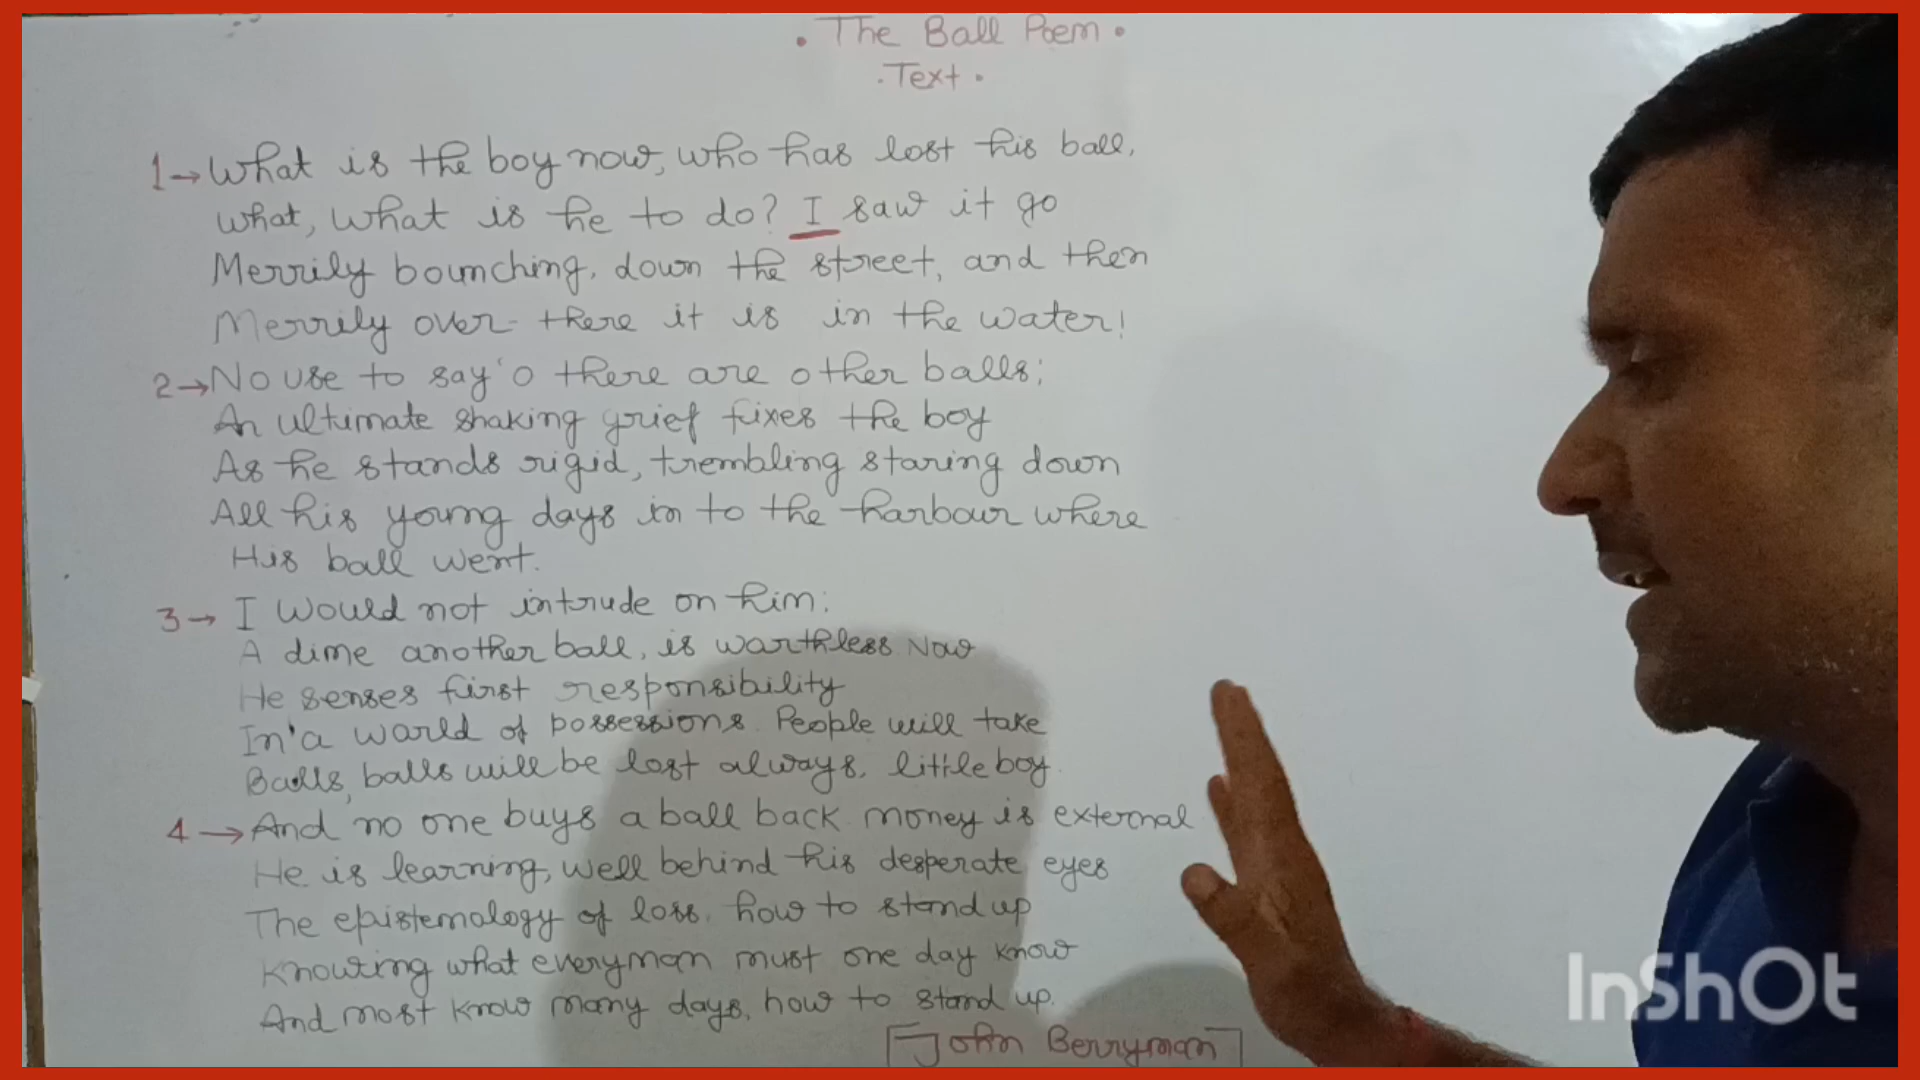 • The Ball Poem •
· Text ·
1→ What is the boy now, who has lost his ball,
What, what is he to do? I saw it go
Merrily bounching, down the street, and then
Merrily over- there it is in the water!
2→ No use to say 'O there are other balls;
An ultimate shaking grief fixes the boy
As he stands rigid, trembling staring down
All his young days in to the harbour where
His ball went.
3→ I would not intrude on him;
A dime another ball, is warthless. Now
He senses first responsibility
In a world of possessions. People will take
Balls, balls will be lost always, little boy.
4→ And no one buys a ball back. money is external
He is learning, well behind his desperate eyes
The epistemology of loss, how to stand up
Knowing what everyman must one day know
And most know many days, how to stand up.
John Berryman
InShOt